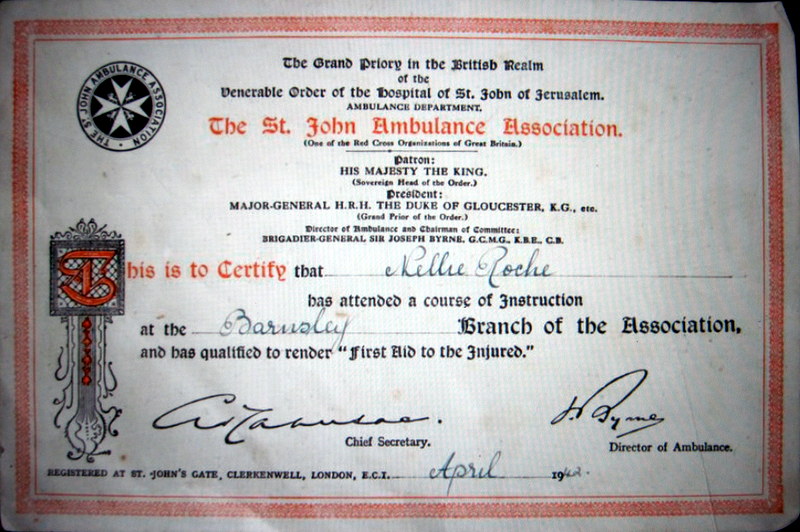 THE ST JOHN AMBULANCE ASSOCIATION.
The Grand Priory in the British Realm
of the
Venerable Order of the Hospital of St. John of Jerusalem.
AMBULANCE DEPARTMENT.
The St. John Ambulance Association.
(One of the Red Cross Organizations of Great Britain.)
Patron:
HIS MAJESTY THE KING.
(Sovereign Head of the Order.)
President:
MAJOR-GENERAL H.R.H. THE DUKE OF GLOUCESTER, K.G., etc.
(Grand Prior of the Order.)
Director of Ambulance and Chairman of Committee:
BRIGADIER-GENERAL SIR JOSEPH BYRNE, G.C.M.G., K.B.E., C.B.
This is to Certify that Nellie Roche
has attended a course of Instruction
at the Barnsley Branch of the Association,
and has qualified to render "First Aid to the Injured."
Byrne
Chief Secretary.
Director of Ambulance.
REGISTERED AT ST. JOHN'S GATE, CLERKENWELL, LONDON, E.C.1. April 1942.